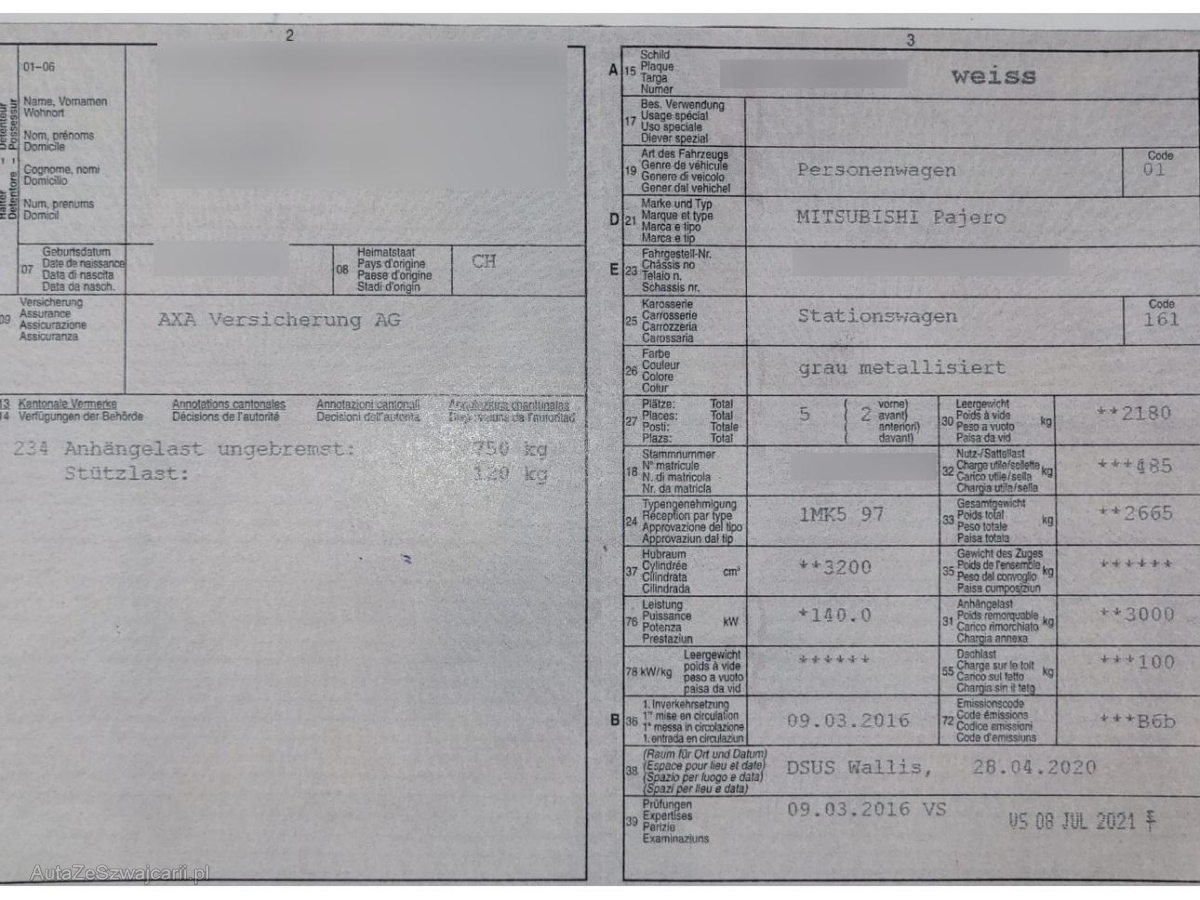 2
01-06
Name, Vornamen
Wohnort
Nom, prénoms
Domicile
Cognome, nomi
Domicilio
Num, prenums
Domicil
Halter - Détenteur
Detentore - Possessur
07
Geburtsdatum
Date de naissance
Data di nascita
Data da nasch.
08
Heimatstaat
Pays d'origine
Paese d'origine
Stadi d'origin
CH
09
Versicherung
Assurance
Assicurazione
Assicuranza
AXA Versicherung AG
13 Kantonale Vermerke Annotations cantonales Annotazioni cantonali Annotaziuns chantunalas
14 Verfügungen der Behörde Décisions de l'autorité Decisioni dell'autorità
234 Anhängelast ungebremst: 750 kg
Stützlast: 120 kg
3
A 15
Schild
Plaque
Targa
Numer
weiss
17
Bes. Verwendung
Usage spécial
Uso speciale
Diever spezial
19
Art des Fahrzeugs
Genre de véhicule
Genere di veicolo
Gener dal vehichel
Personenwagen
Code
01
D 21
Marke und Typ
Marque et type
Marca e tipo
Marca e tip
MITSUBISHI Pajero
E 23
Fahrgestell-Nr.
Châssis no
Telaio n.
Schassis nr.
25
Karosserie
Carrosserie
Carrozzeria
Carossaria
Stationswagen
Code
161
26
Farbe
Couleur
Colore
Colur
grau metallisiert
27
Plätze: Total
Places: Total
Posti: Totale
Plazs: Total
5
( 2 vorne)
( avant)
( anteriori)
( davant)
30
Leergewicht
Poids à vide
Peso a vuoto
Paisa da vid
kg
**2180
18
Stammnummer
N° matricule
N. di matricola
Nr. da matricla
32
Nutz-/Sattellast
Charge utile/sellette
Carico utile/sella
Chargia utila/sella
kg
***485
24
Typengenehmigung
Réception par type
Approvazione del tipo
Approvaziun dal tip
1MK5 97
33
Gesamtgewicht
Poids total
Peso totale
Paisa totala
kg
**2665
37
Hubraum
Cylindrée
Cilindrata
Cilindrada
cm³
**3200
35
Gewicht des Zuges
Poids de l'ensemble
Peso del convoglio
Paisa cumposiziun
kg
******
76
Leistung
Puissance
Potenza
Prestaziun
kW
*140.0
31
Anhängelast
Poids remorquable
Carico rimorchiato
Chargia annexa
kg
**3000
78 kW/kg
Leergewicht
poids à vide
peso a vuoto
paisa da vid
******
55
Dachlast
Charge sur le toit
Carico sul tetto
Chargia sin il tetg
kg
***100
B 36
1. Inverkehrsetzung
1re mise en circulation
1a messa in circolazione
1. entrada en circulaziun
09.03.2016
72
Emissionscode
Code émissions
Codice emissioni
Code d'emissiuns
***B6b
38
(Raum für Ort und Datum)
(Espace pour lieu et date)
(Spazio per luogo e data)
(Spazi per lieu e data)
DSUS Wallis, 28.04.2020
39
Prüfungen
Expertises
Perizie
Examinaziuns
09.03.2016 VS
VS 08 JUL 2021
AutaZeSzwajcarii.pl